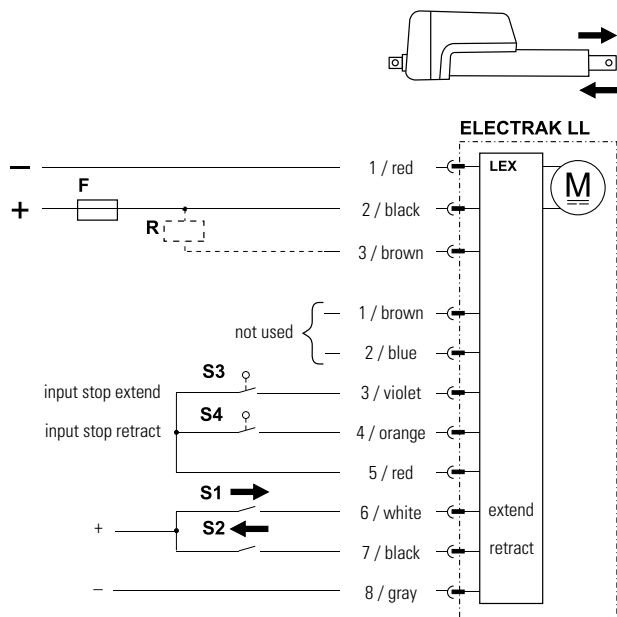 ELECTRAK LL
−
1 / red
LEX
M
F
+
2 / black
R
3 / brown
1 / brown
not used
2 / blue
S3
input stop extend
3 / violet
S4
input stop retract
4 / orange
5 / red
S1
6 / white
extend
+
S2
7 / black
retract
−
8 / gray